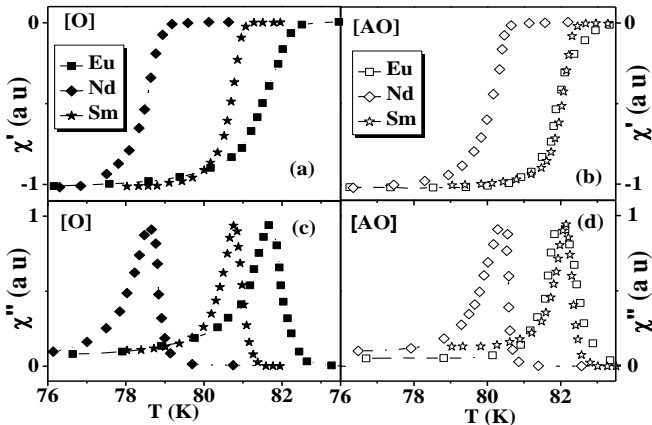 [O]
[AO]
0
0
Eu
Nd
Sm
Eu
Nd
Sm
χ' (a u)
χ' (a u)
-1
-1
(a)
(b)
1
1
[O]
(c)
[AO]
(d)
χ'' (a u)
χ'' (a u)
0
0
76 78 80 82 76 78 80 82
T (K)
T (K)